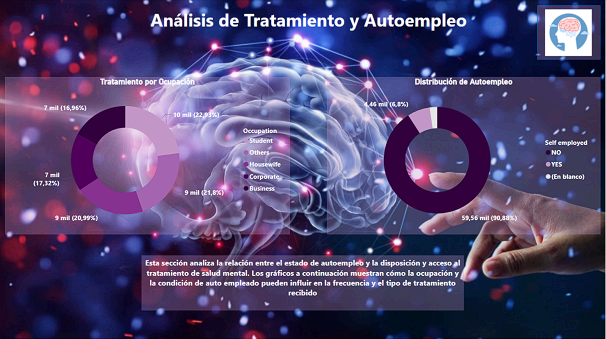 Análisis de Tratamiento y Autoempleo
Tratamiento por Ocupación
7 mil (16,96%)
10 mil (22,93%)
7 mil
(17,32%)
9 mil (21,8%)
9 mil (20,99%)
Occupation
Student
Others
Housewife
Corporate
Business
Distribución de Autoempleo
4,46 mil (6,8%)
59,56 mil (90,88%)
Self employed
NO
YES
(En blanco)
Esta sección analiza la relación entre el estado de autoempleo y la disposición y acceso al
tratamiento de salud mental. Los gráficos a continuación muestran cómo la ocupación y
la condición de auto empleado pueden influir en la frecuencia y el tipo de tratamiento
recibido